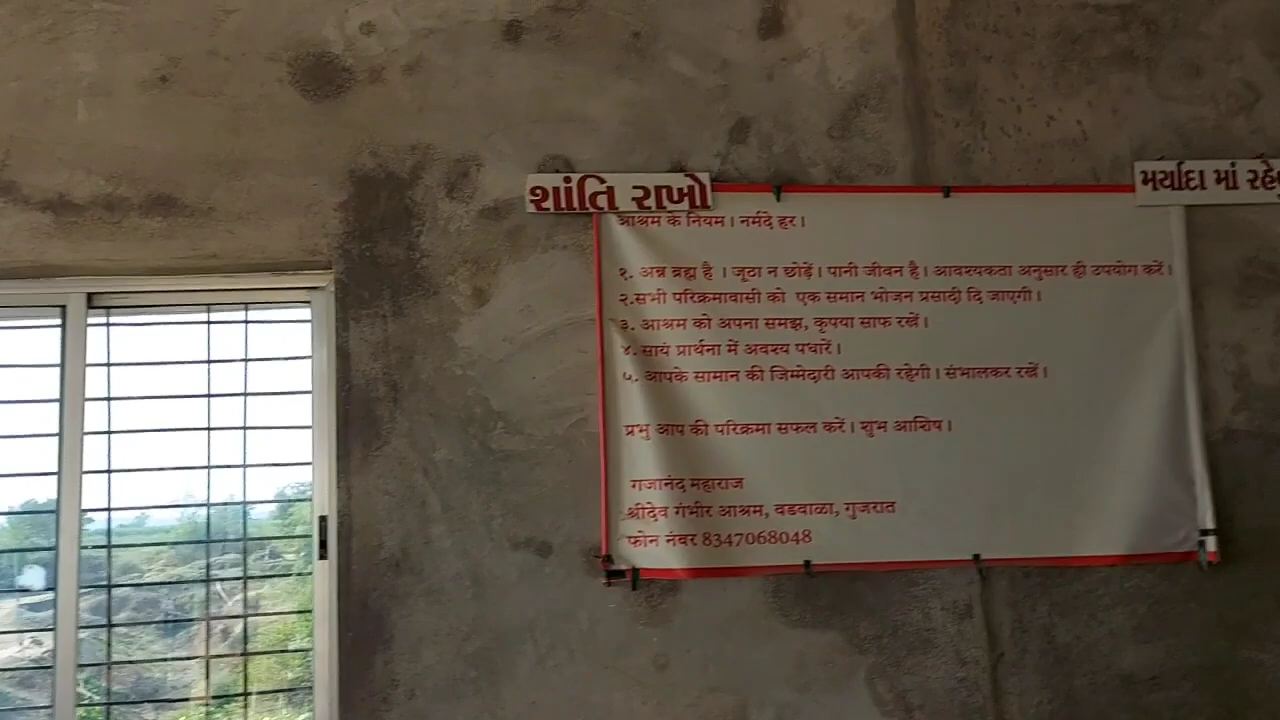 શાંતિ રાખો
મર્યાદા માં
आश्रम के नियम । नर्मदे हर ।
१. अन्न ब्रह्म है । जूठा न छोड़ें । पानी जीवन है । आवश्यकता अनुसार ही उपयोग करें ।
२.सभी परिक्रमावासी को एक समान भोजन प्रसादी दि जाएगी ।
३. आश्रम को अपना समझ, कृपया साफ रखें ।
४. सायं प्रार्थना में अवश्य पधारें ।
५. आपके सामान की जिम्मेदारी आपकी रहेगी । संभालकर रखें ।
प्रभु आप की परिक्रमा सफल करें । शुभ आशिष ।
गजानंद महाराज
श्रीदेव गंभीर आश्रम, वडवाळा, गुजरात
फोन नंबर 8347068048